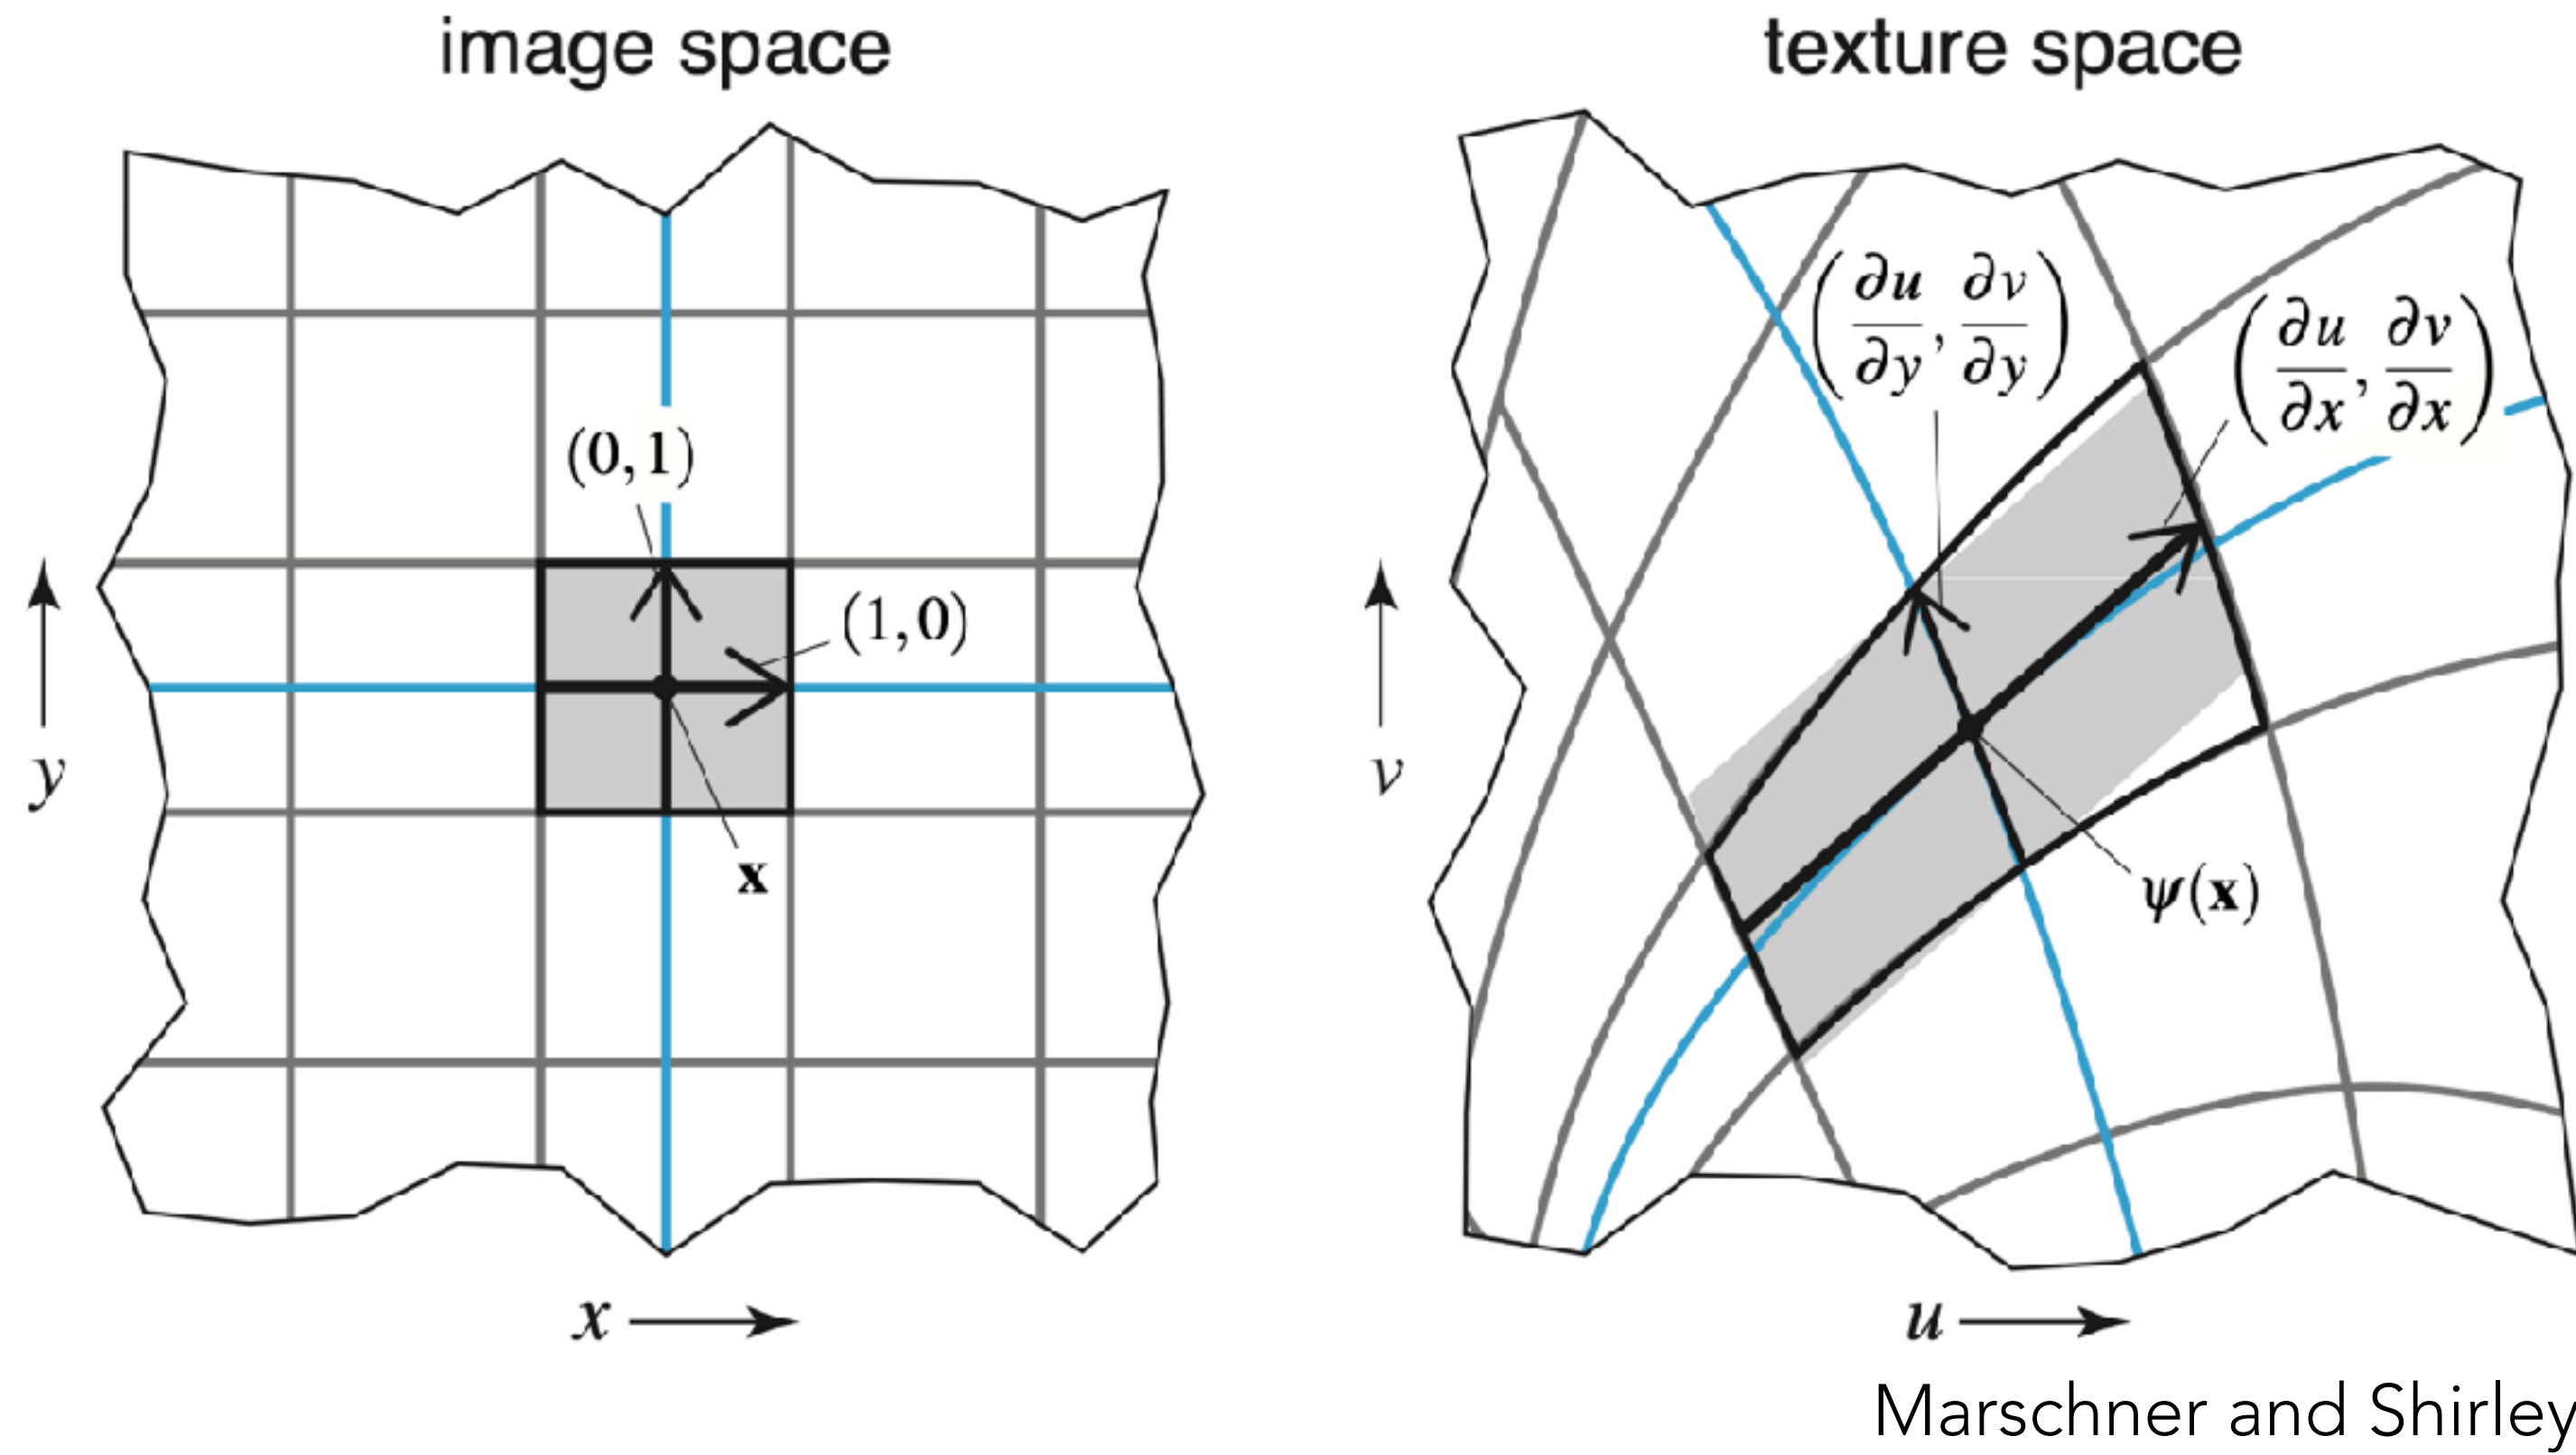 image space
texture space
(∂u/∂y, ∂v/∂y)
(∂u/∂x, ∂v/∂x)
(0,1)
(1,0)
y
v
x
ψ(x)
x
u
Marschner and Shirley